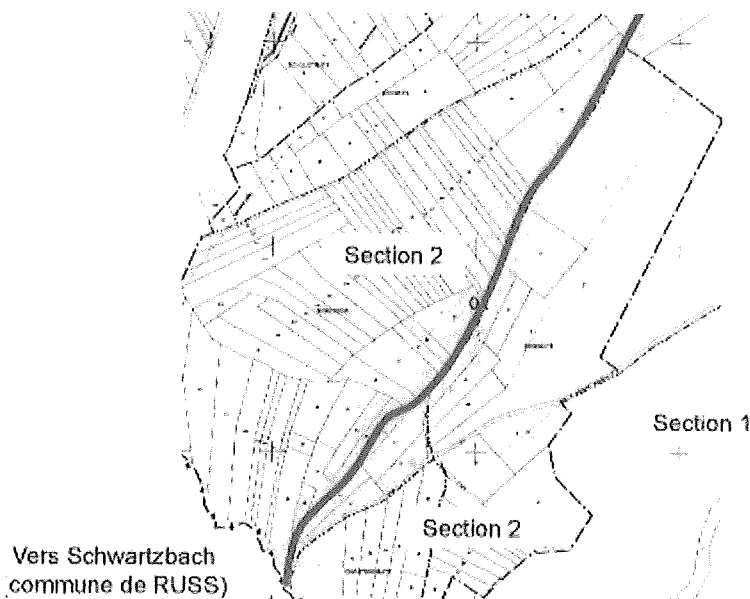 Section 2
0
Section 1
Section 2
Vers Schwartzbach
commune de RUSS)